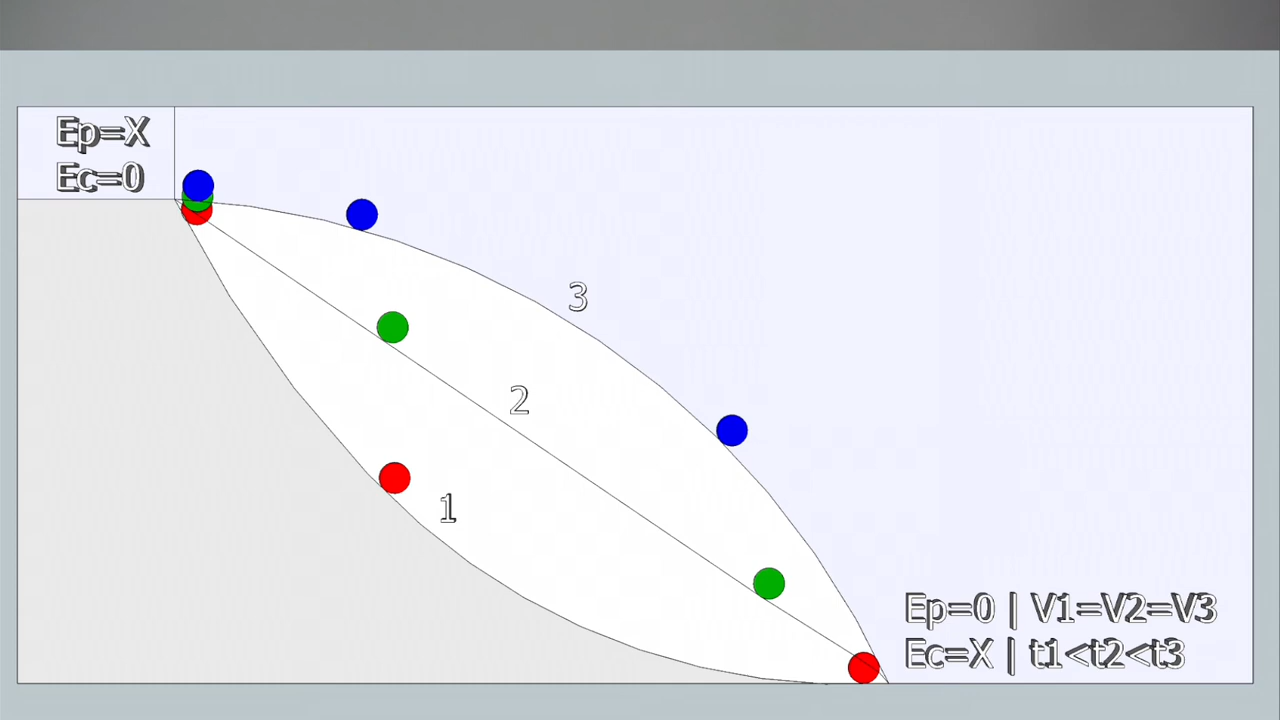 Ep=X
Ec=0
3
2
1
Ep=0 | V1=V2=V3
Ec=X | t1<t2<t3